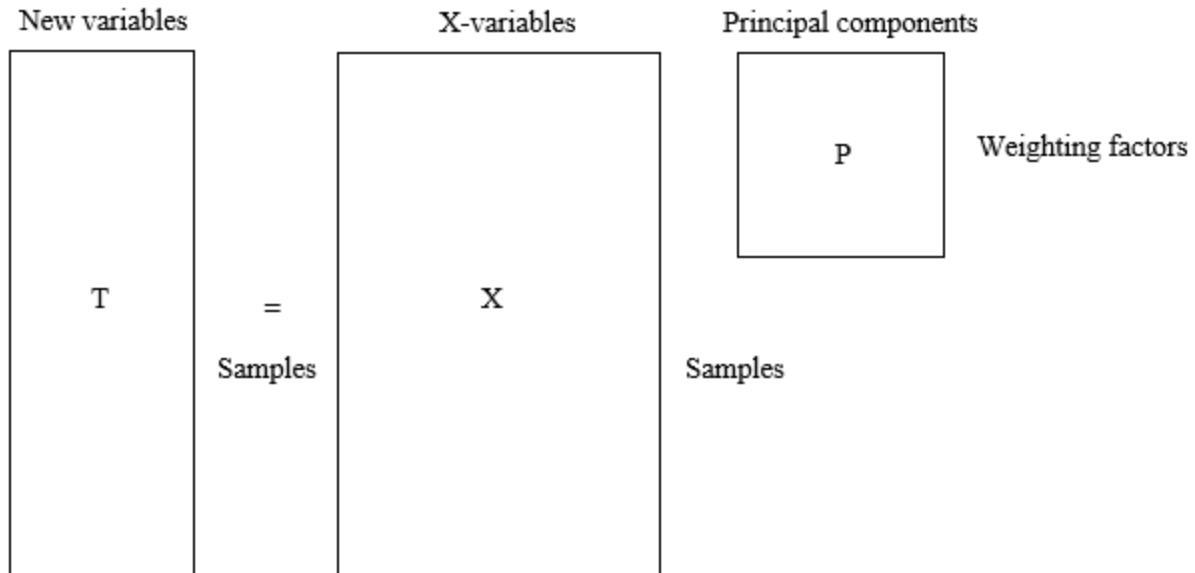 New variables
X-variables
Principal components
P
Weighting factors
T
=
X
Samples
Samples